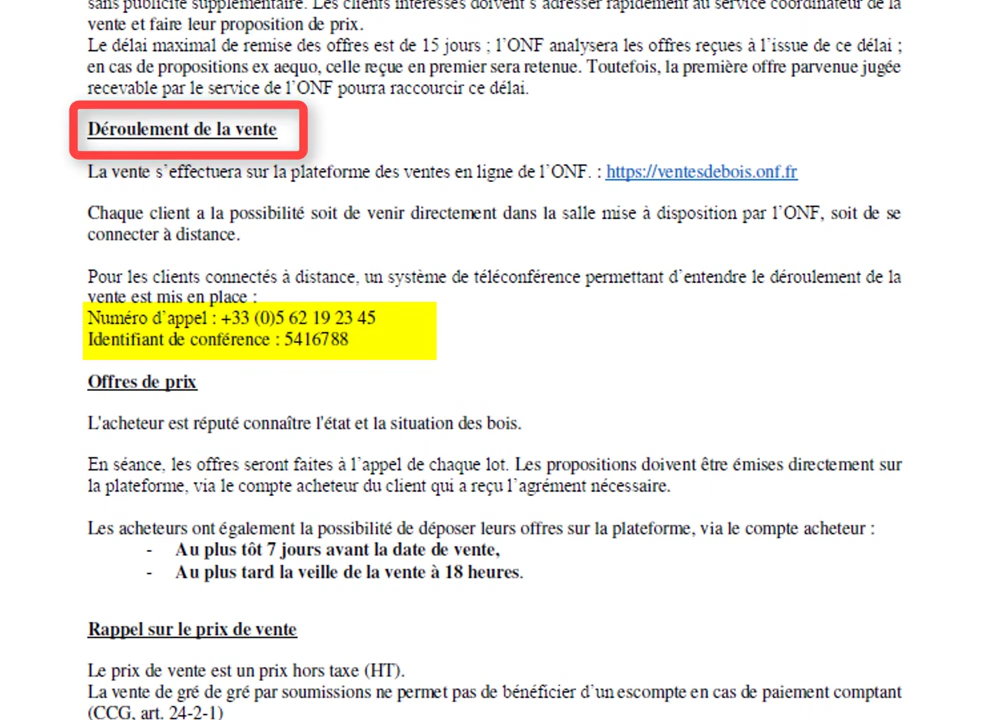 sans publicité supplémentaire. Les clients intéressés doivent s'adresser rapidement au service coordinateur de la
vente et faire leur proposition de prix.
Le délai maximal de remise des offres est de 15 jours ; l'ONF analysera les offres reçues à l'issue de ce délai ;
en cas de propositions ex aequo, celle reçue en premier sera retenue. Toutefois, la première offre parvenue jugée
recevable par le service de l'ONF pourra raccourcir ce délai.
Déroulement de la vente
La vente s'effectuera sur la plateforme des ventes en ligne de l'ONF. : https://ventesdebois.onf.fr
Chaque client a la possibilité soit de venir directement dans la salle mise à disposition par l'ONF, soit de se
connecter à distance.
Pour les clients connectés à distance, un système de téléconférence permettant d'entendre le déroulement de la
vente est mis en place :
Numéro d'appel : +33 (0)5 62 19 23 45
Identifiant de conférence : 5416788
Offres de prix
L'acheteur est réputé connaître l'état et la situation des bois.
En séance, les offres seront faites à l'appel de chaque lot. Les propositions doivent être émises directement sur
la plateforme, via le compte acheteur du client qui a reçu l'agrément nécessaire.
Les acheteurs ont également la possibilité de déposer leurs offres sur la plateforme, via le compte acheteur :
- Au plus tôt 7 jours avant la date de vente,
- Au plus tard la veille de la vente à 18 heures.
Rappel sur le prix de vente
Le prix de vente est un prix hors taxe (HT).
La vente de gré de gré par soumissions ne permet pas de bénéficier d'un escompte en cas de paiement comptant
(CCG, art. 24-2-1)